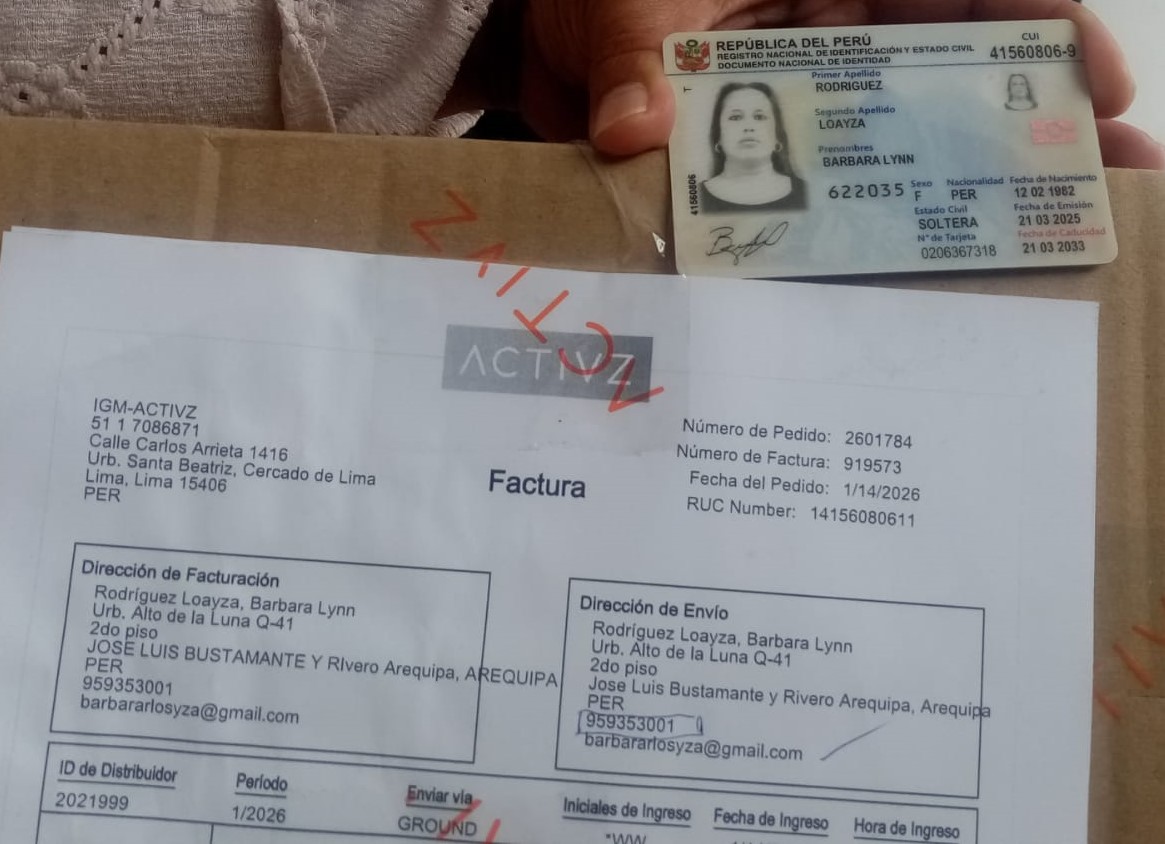 REPÚBLICA DEL PERÚ
REGISTRO NACIONAL DE IDENTIFICACIÓN Y ESTADO CIVIL
DOCUMENTO NACIONAL DE IDENTIDAD
CUI
41560806-9
T
Primer Apellido
RODRIGUEZ
Segundo Apellido
LOAYZA
Prenombres
BARBARA LYNN
41560806
622035
Sexo
F
Nacionalidad
PER
Fecha de Nacimiento
12 02 1982
Estado Civil
SOLTERA
Fecha de Emisión
21 03 2025
N° de Tarjeta
0206367318
Fecha de Caducidad
21 03 2033
ACTIVZ
ACTIVZ
IGM-ACTIVZ
51 1 7086871
Calle Carlos Arrieta 1416
Urb. Santa Beatriz, Cercado de Lima
Lima, Lima 15406
PER
Factura
Número de Pedido: 2601784
Número de Factura: 919573
Fecha del Pedido: 1/14/2026
RUC Number: 14156080611
Dirección de Facturación
Rodríguez Loayza, Barbara Lynn
Urb. Alto de la Luna Q-41
2do piso
JOSE LUIS BUSTAMANTE Y RIvero Arequipa, AREQUIPA
PER
959353001
barbararlosyza@gmail.com
Dirección de Envío
Rodríguez Loayza, Barbara Lynn
Urb. Alto de la Luna Q-41
2do piso
Jose Luis Bustamante y Rivero Arequipa, Arequipa
PER
959353001
barbararlosyza@gmail.com
ID de Distribuidor Período Enviar vía Iniciales de Ingreso Fecha de Ingreso Hora de Ingreso
2021999 1/2026 GROUND *WW